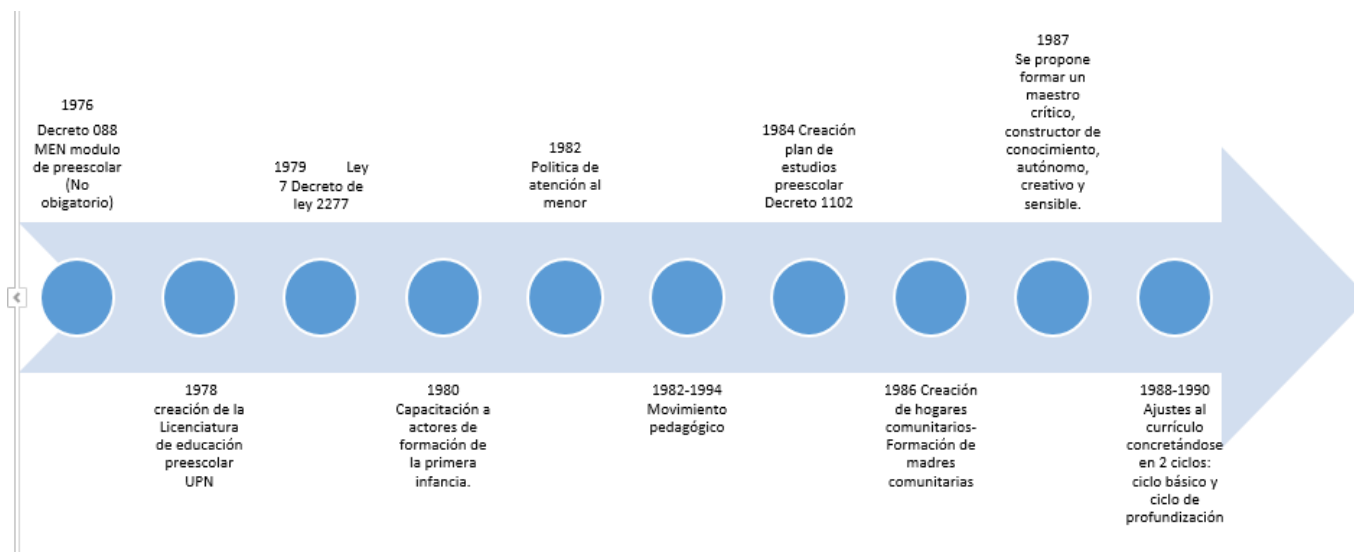 1976
Decreto 088
MEN modulo
de preescolar
(No
obigatorio)
1978
creación de la
Licenciatura
de educación
preescolar
UPN
1979 Ley
7 Decreto de
ley 2277
1980
Capacitación a
actores de
formación de
la primera
infancia.
1982
Politica de
atención al
menor
1982-1994
Movimiento
pedagógico
1984 Creación
plan de
estudios
preescolar
Decreto 1102
1986 Creación
de hogares
comunitarios-
Formación de
madres
comunitarias
1987
Se propone
formar un
maestro
crítico,
constructor de
conocimiento,
autónomo,
creativo y
sensible.
1988-1990
Ajustes al
currículo
concretándose
en 2 ciclos:
ciclo básico y
ciclo de
profundización